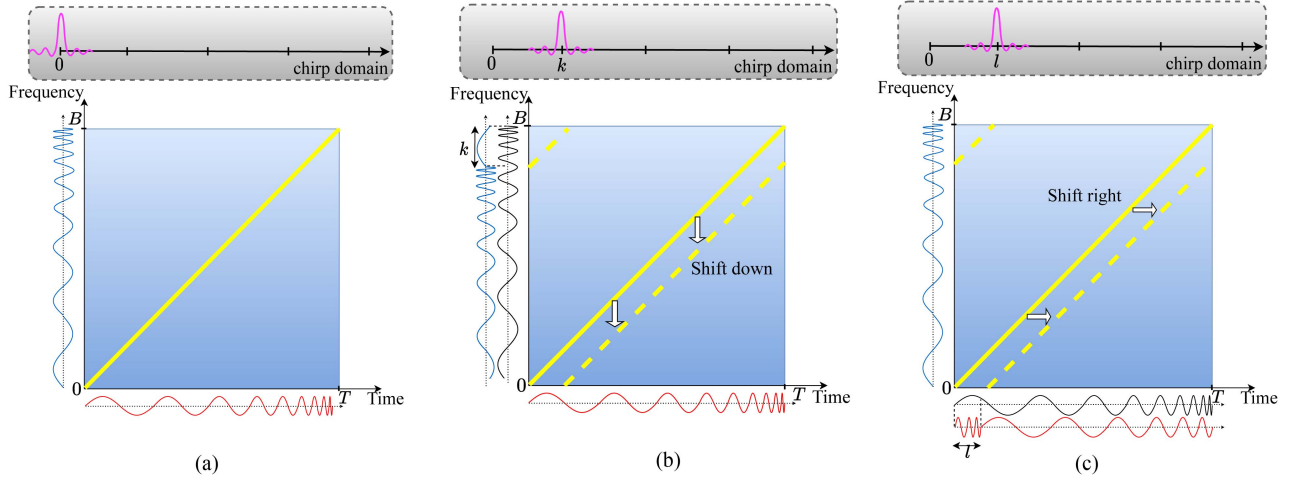 0
chirp domain
Frequency
B
0
T
Time
(a)
0
k
chirp domain
Frequency
B
k
Shift down
0
T
Time
(b)
0
l
chirp domain
Frequency
B
Shift right
0
T
Time
l
(c)